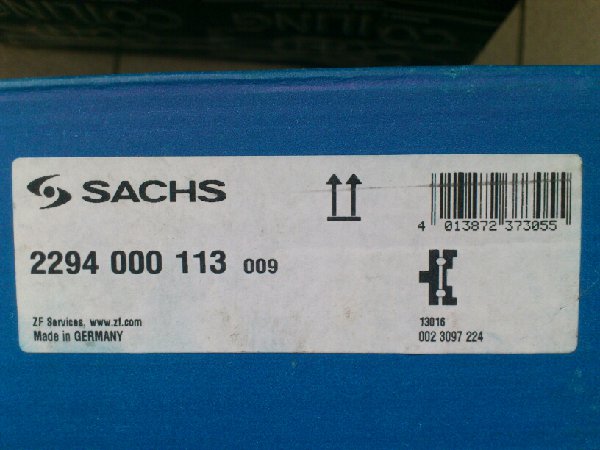 SACHS
4 013872 373055
2294 000 113 009
ZF Services, www.zf.com
Made in GERMANY
13016
002 3097 224